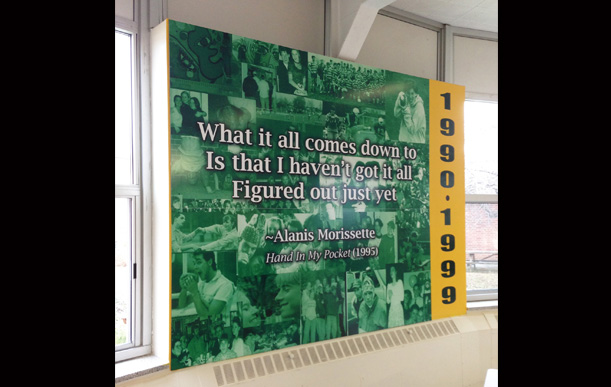 What it all comes down to
Is that I haven't got it all
Figured out just yet
~Alanis Morissette
Hand In My Pocket (1995)
1990·1999